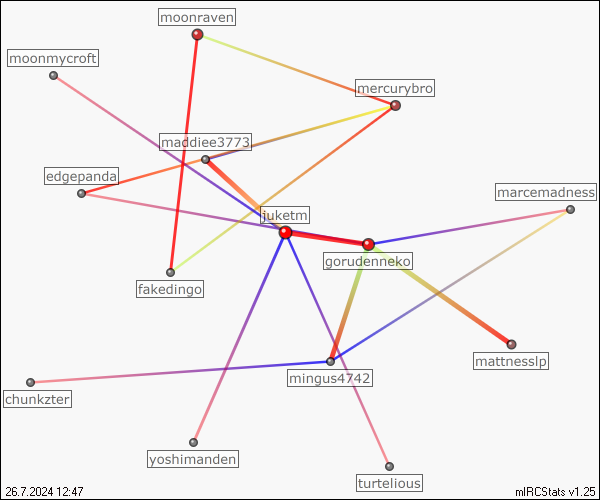 moonraven
moonmycroft
mercurybro
maddiee3773
edgepanda
marcemadness
juketm
gorudenneko
fakedingo
mattnesslp
mingus4742
chunkzter
yoshimanden
turtelious
26.7.2024 12:47
mIRCStats v1.25